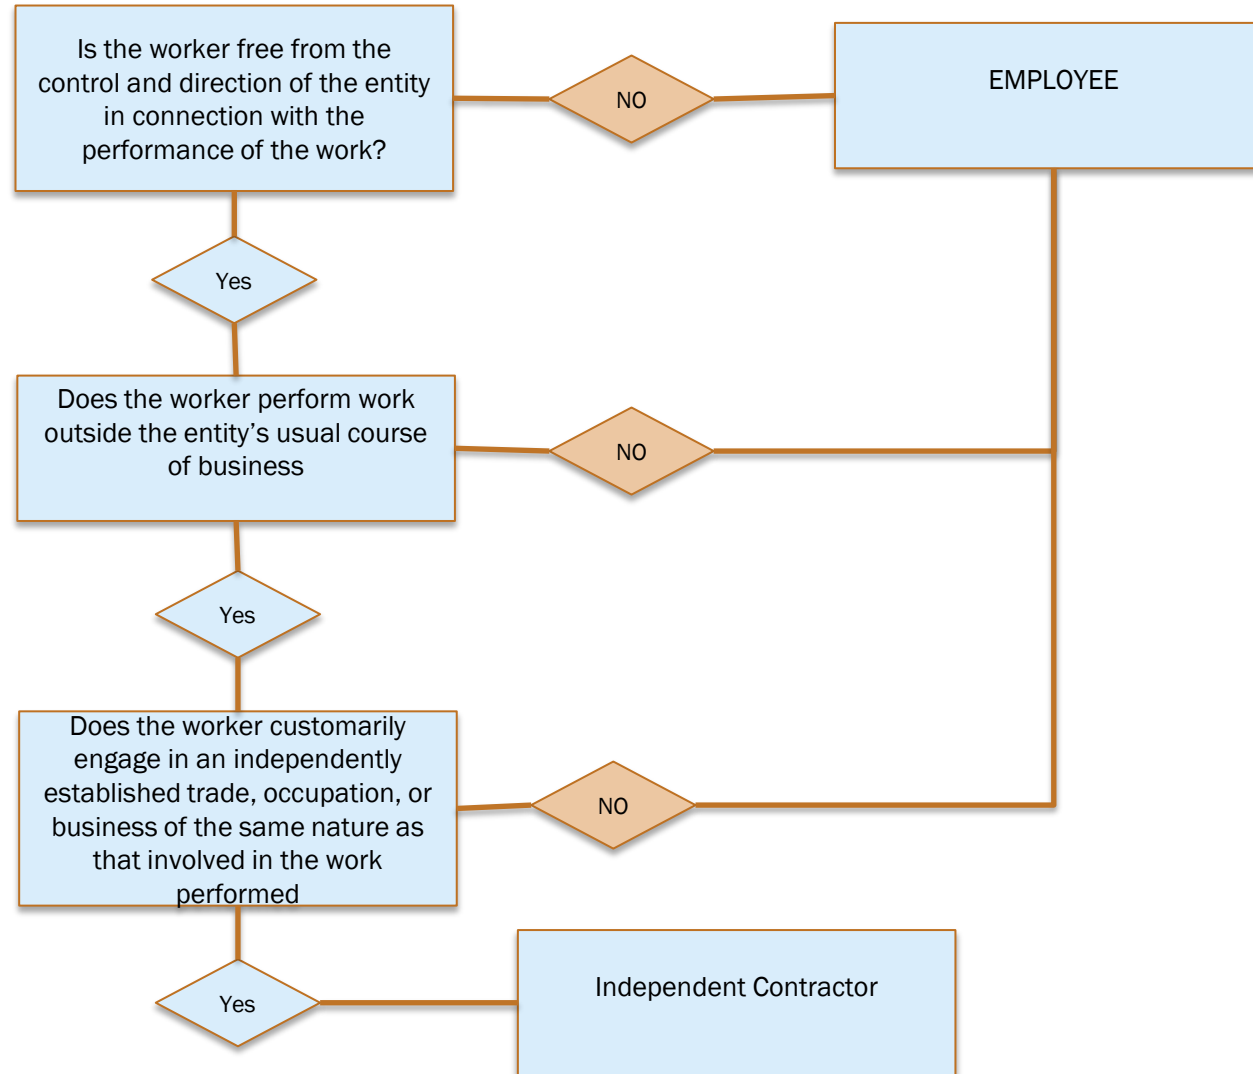 Is the worker free from the
control and direction of the entity
in connection with the
performance of the work?
NO
EMPLOYEE
Yes
Does the worker perform work
outside the entity’s usual course
of business
NO
Yes
Does the worker customarily
engage in an independently
established trade, occupation, or
business of the same nature as
that involved in the work
performed
NO
Yes
Independent Contractor